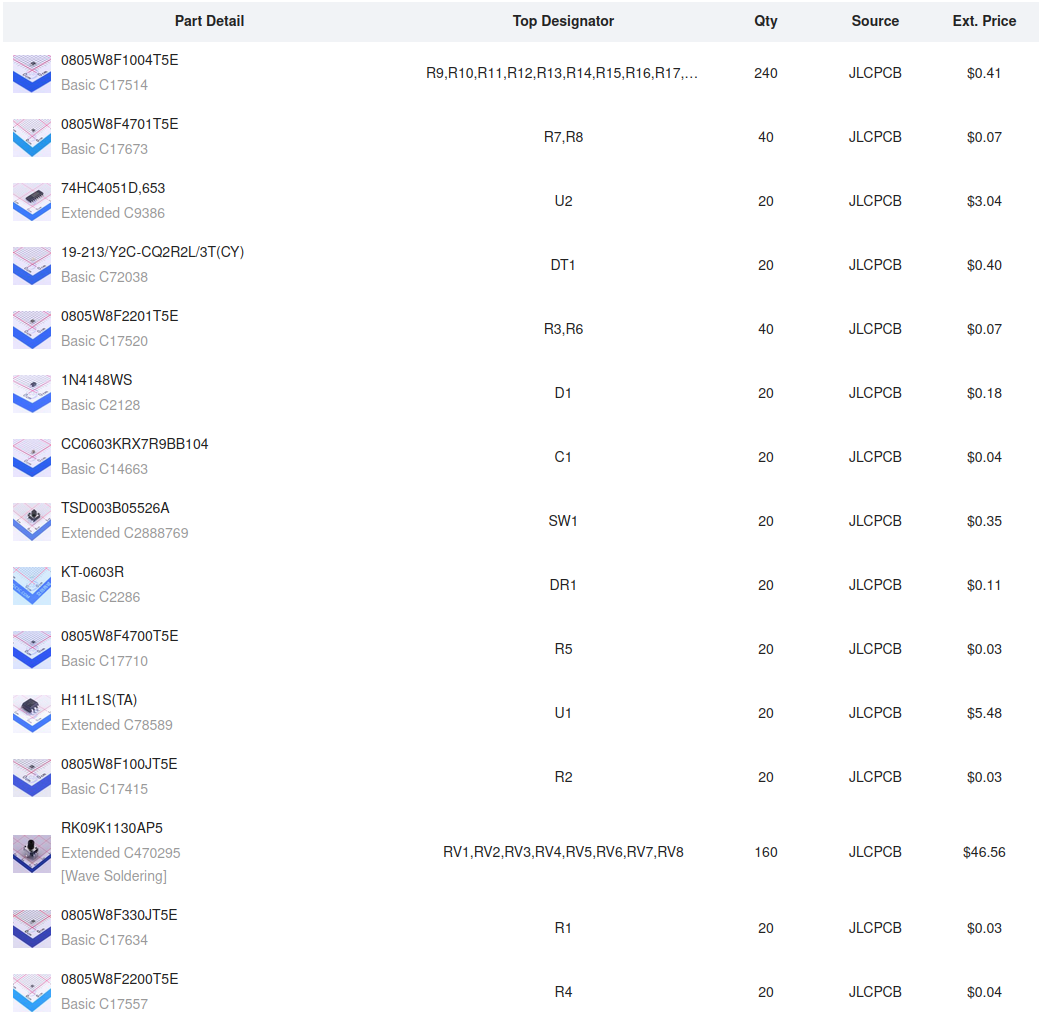 Part Detail Top Designator Qty Source Ext. Price
0805W8F1004T5E
Basic C17514
R9,R10,R11,R12,R13,R14,R15,R16,R17,... 240 JLCPCB $0.41
0805W8F4701T5E
Basic C17673
R7,R8 40 JLCPCB $0.07
74HC4051D,653
Extended C9386
U2 20 JLCPCB $3.04
19-213/Y2C-CQ2R2L/3T(CY)
Basic C72038
DT1 20 JLCPCB $0.40
0805W8F2201T5E
Basic C17520
R3,R6 40 JLCPCB $0.07
1N4148WS
Basic C2128
D1 20 JLCPCB $0.18
CC0603KRX7R9BB104
Basic C14663
C1 20 JLCPCB $0.04
TSD003B05526A
Extended C2888769
SW1 20 JLCPCB $0.35
KT-0603R
Basic C2286
DR1 20 JLCPCB $0.11
0805W8F4700T5E
Basic C17710
R5 20 JLCPCB $0.03
H11L1S(TA)
Extended C78589
U1 20 JLCPCB $5.48
0805W8F100JT5E
Basic C17415
R2 20 JLCPCB $0.03
RK09K1130AP5
Extended C470295
[Wave Soldering]
RV1,RV2,RV3,RV4,RV5,RV6,RV7,RV8 160 JLCPCB $46.56
0805W8F330JT5E
Basic C17634
R1 20 JLCPCB $0.03
0805W8F2200T5E
Basic C17557
R4 20 JLCPCB $0.04